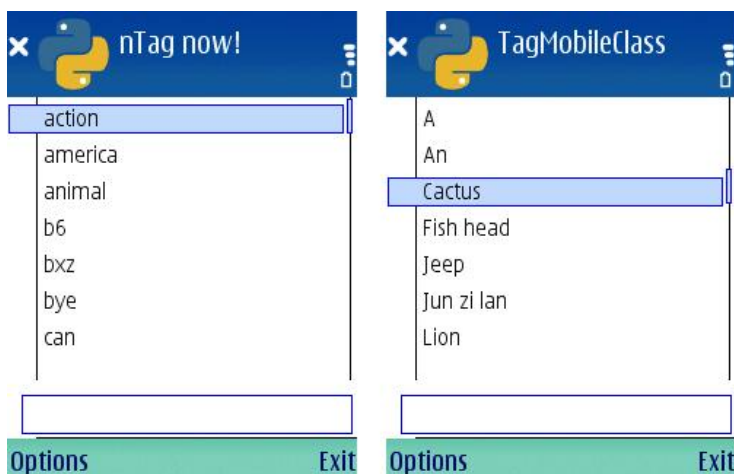 nTag now!
action
america
animal
b6
bxz
bye
can
Options Exit
TagMobileClass
A
An
Cactus
Fish head
Jeep
Jun zi lan
Lion
Options Exit